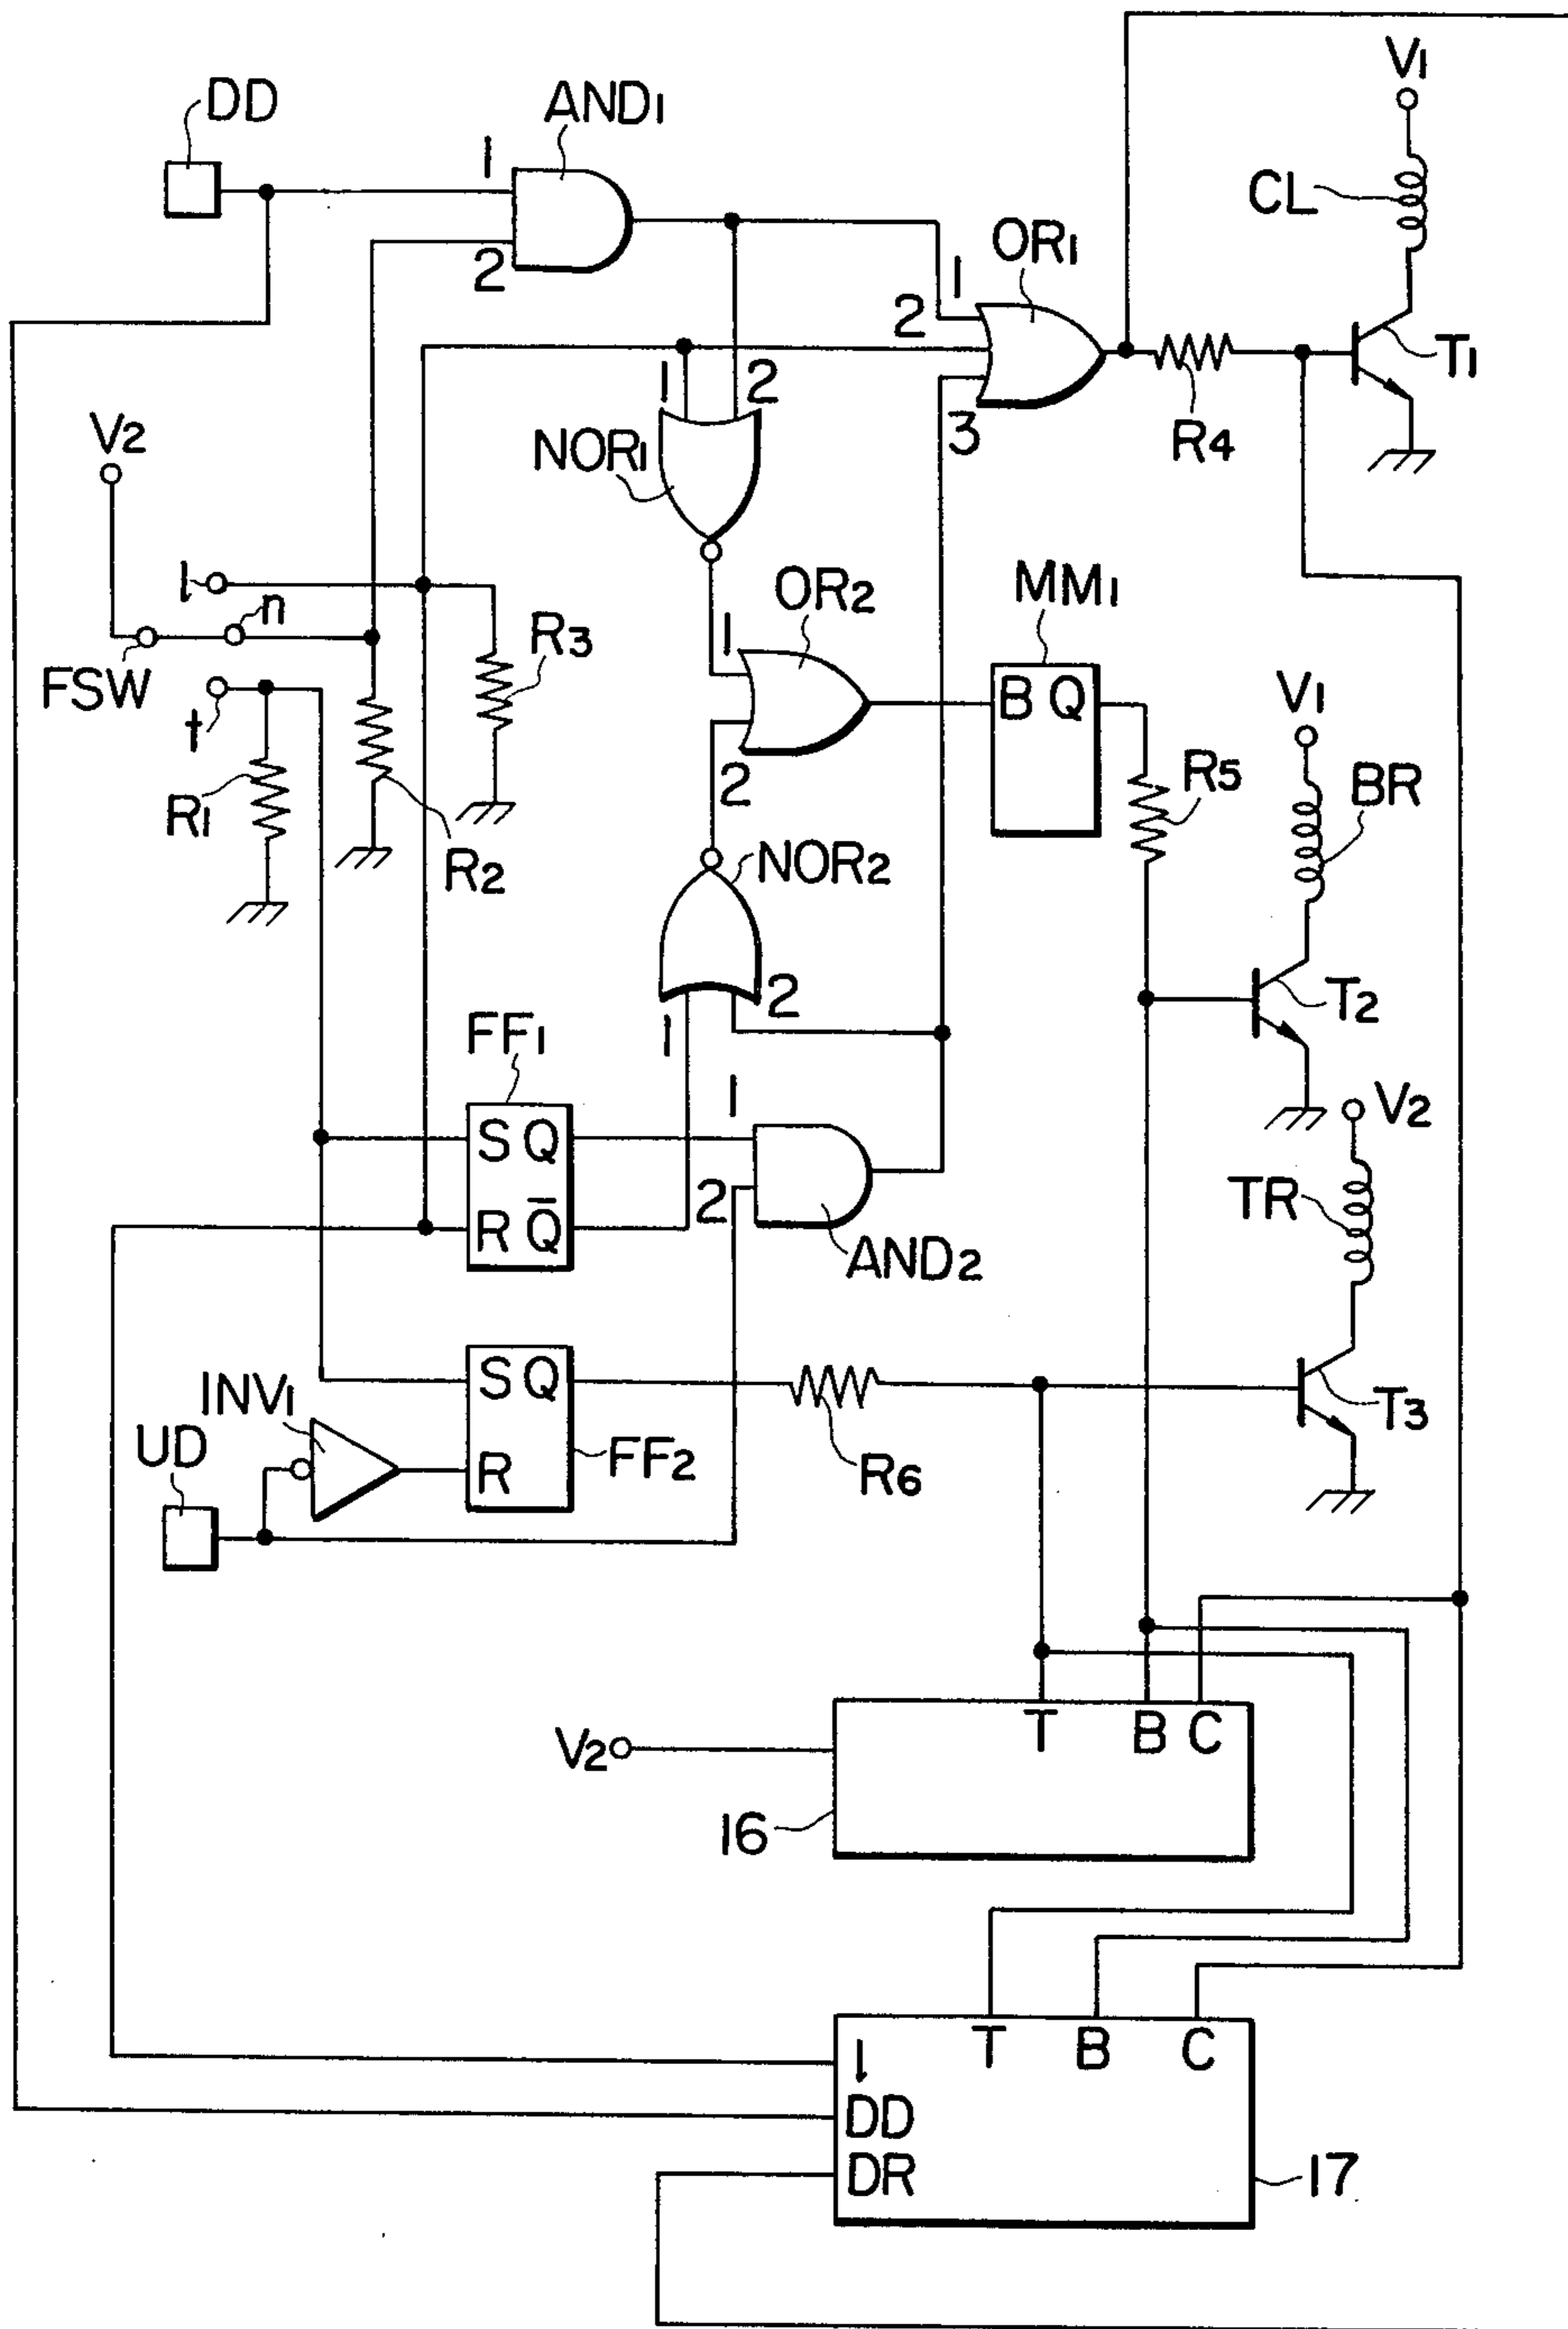 V1
DD
AND1
1
CL
OR1
2
1
2
T1
1
2
3
R4
V2
NOR1
l
n
OR2
MM1
R3
1
FSW
B Q
V1
t
R5
BR
2
R1
R2
NOR2
2
T2
FF1
1
1
V2
S Q
2
TR
R Q̅
AND2
S Q
INV1
T3
UD
R
FF2
R6
T B C
V2
16
T B C
l
DD
DR
17